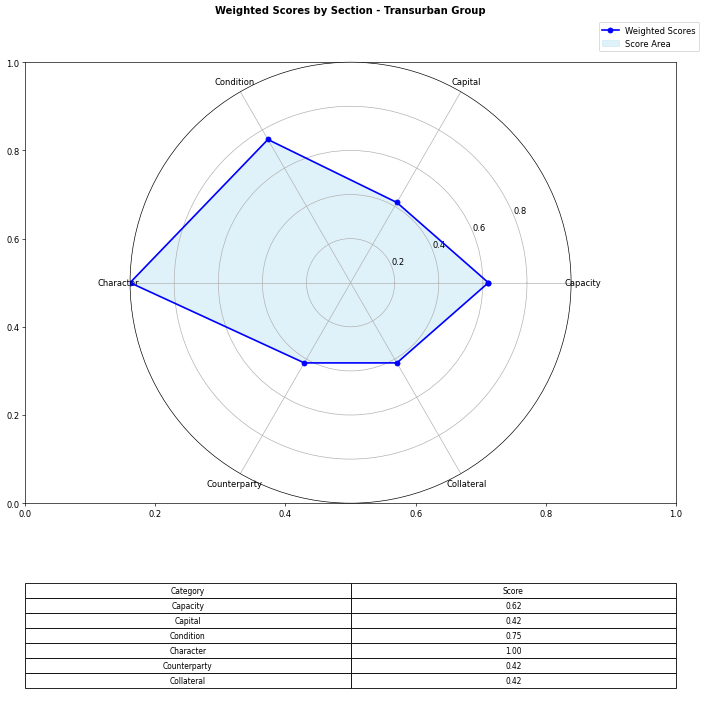 Weighted Scores by Section - Transurban Group
Weighted Scores
Score Area
1.0
0.8
0.6
0.4
0.2
0.0
0.0
0.2
0.4
0.6
0.8
1.0
Condition
Capital
Character
Capacity
Counterparty
Collateral
0.2
0.4
0.6
0.8
Category Score
Capacity 0.62
Capital 0.42
Condition 0.75
Character 1.00
Counterparty 0.42
Collateral 0.42